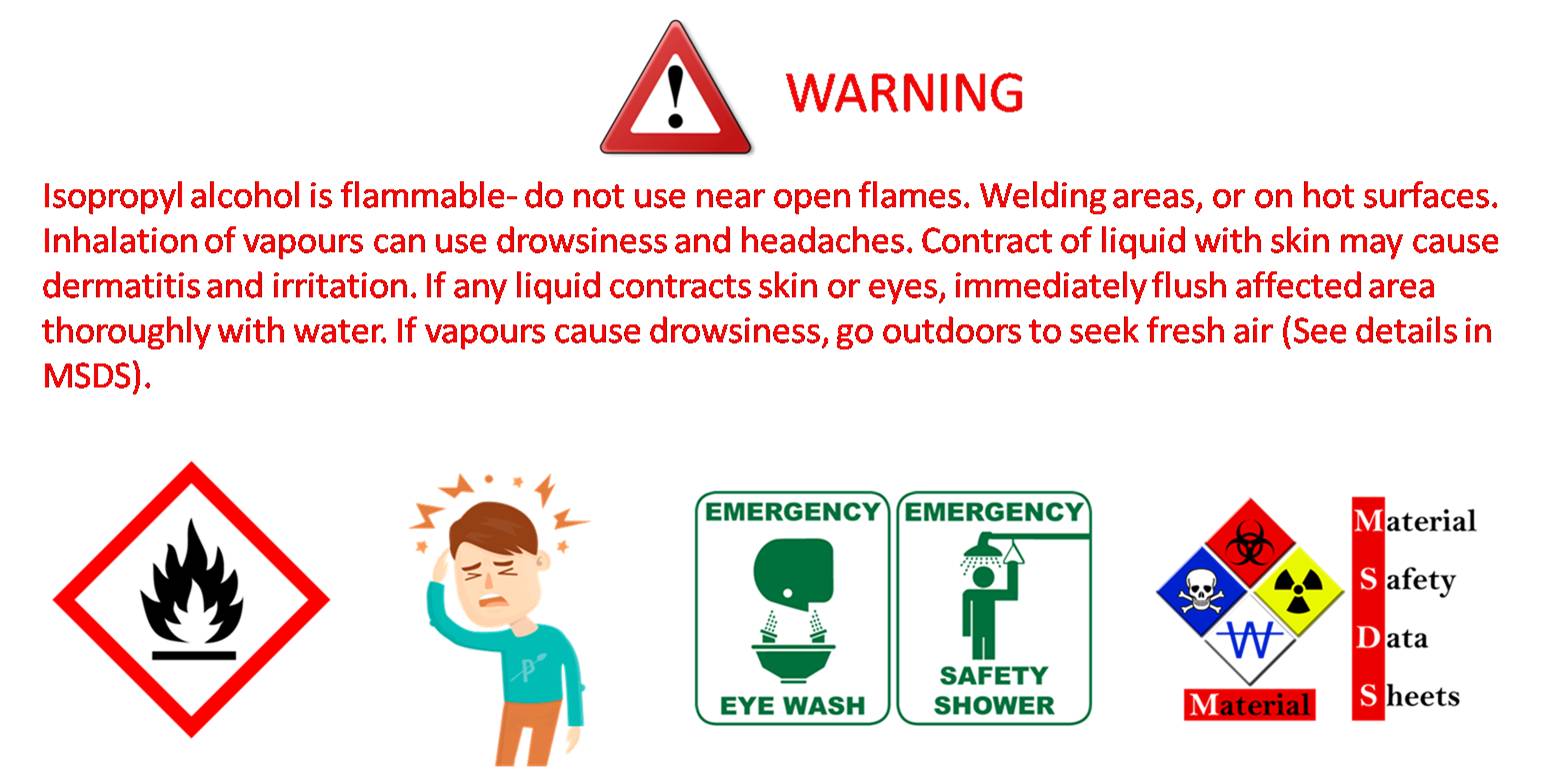 WARNING
Isopropyl alcohol is flammable- do not use near open flames. Welding areas, or on hot surfaces.
Inhalation of vapours can use drowsiness and headaches. Contract of liquid with skin may cause
dermatitis and irritation. If any liquid contracts skin or eyes, immediately flush affected area
thoroughly with water. If vapours cause drowsiness, go outdoors to seek fresh air (See details in
MSDS).
EMERGENCY
EYE WASH
EMERGENCY
SAFETY
SHOWER
W
Material
Material
Safety
Data
Sheets